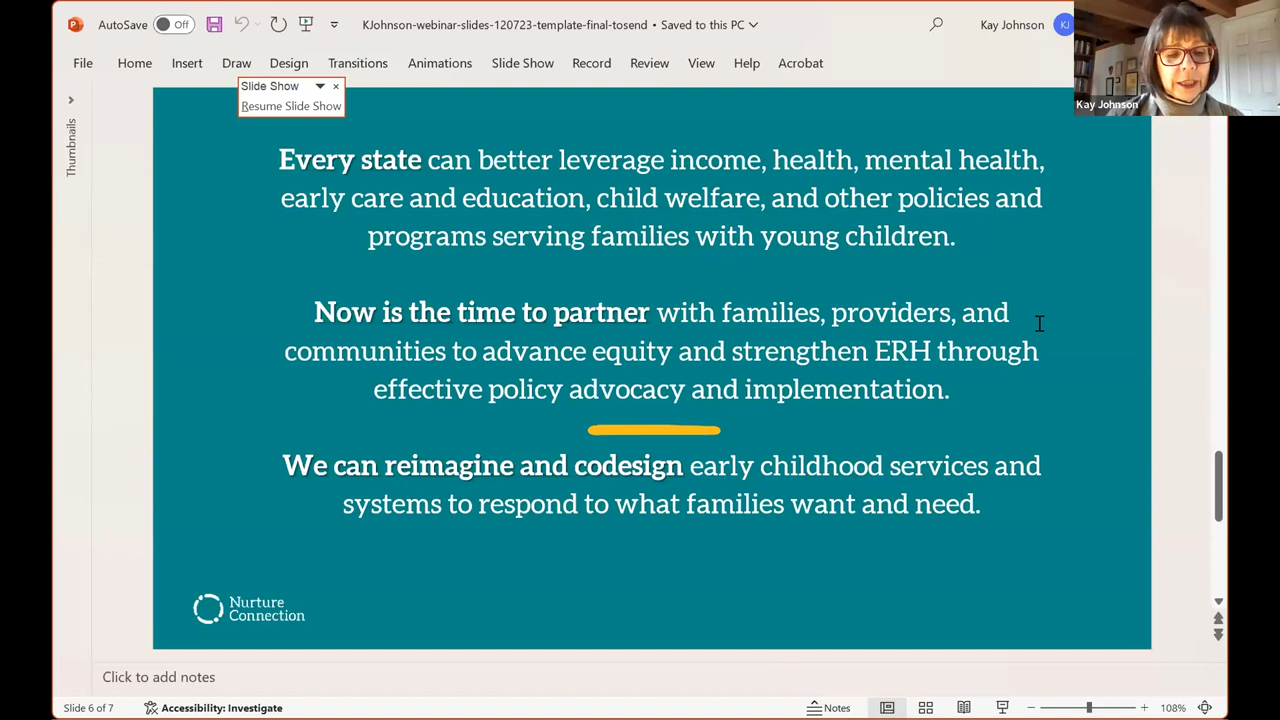 AutoSave Off KJohnson-webinar-slides-120723-template-final-tosend • Saved to this PC Kay Johnson KJ
File Home Insert Draw Design Transitions Animations Slide Show Record Review View Help Acrobat
Slide Show
Resume Slide Show
Kay Johnson
Thumbnails
Every state can better leverage income, health, mental health,
early care and education, child welfare, and other policies and
programs serving families with young children.
Now is the time to partner with families, providers, and
communities to advance equity and strengthen ERH through
effective policy advocacy and implementation.
We can reimagine and codesign early childhood services and
systems to respond to what families want and need.
Nurture
Connection
Click to add notes
Slide 6 of 7 Accessibility: Investigate Notes 108%